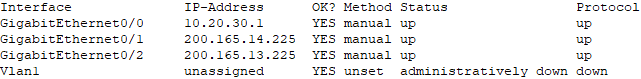 Interface IP-Address OK? Method Status Protocol
GigabitEthernet0/0 10.20.30.1 YES manual up up
GigabitEthernet0/1 200.165.14.225 YES manual up up
GigabitEthernet0/2 200.165.13.225 YES manual up up
Vlan1 unassigned YES unset administratively down down